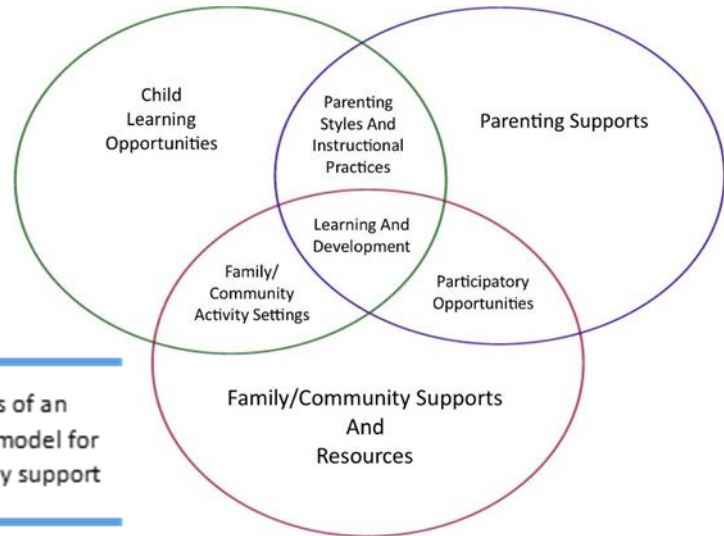 Child
Learning
Opportunities
Parenting
Styles And
Instructional
Practices
Parenting Supports
Learning And
Development
Family/
Community
Activity Settings
Participatory
Opportunities
Family/Community Supports
And
Resources
s of an
model for
y support